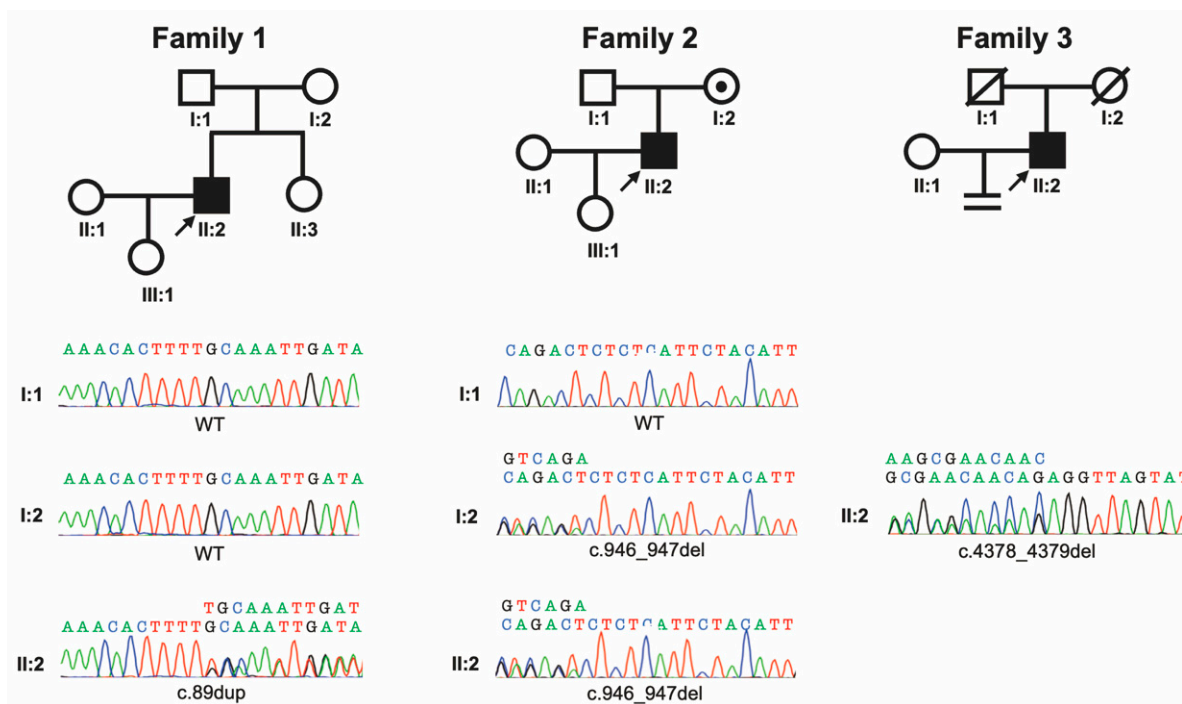 Family 1
I:1
I:2
II:1
II:2
II:3
III:1
AAACACTTTTGCAAATTGATA
I:1
WT
AAACACTTTTGCAAATTGATA
I:2
WT
TGCAAATTGAT
AAACACTTTTGCAAATTGATA
II:2
c.89dup
Family 2
I:1
I:2
II:1
II:2
III:1
CAGACTCTCTCATTCTACATT
I:1
WT
GTCAGA
CAGACTCTCTCATTCTACATT
I:2
c.946_947del
GTCAGA
CAGACTCTCTCATTCTACATT
II:2
c.946_947del
Family 3
I:1
I:2
II:1
II:2
AAGCGAACAAC
GCGAACAACAGAGGTTAGTAT
II:2
c.4378_4379del